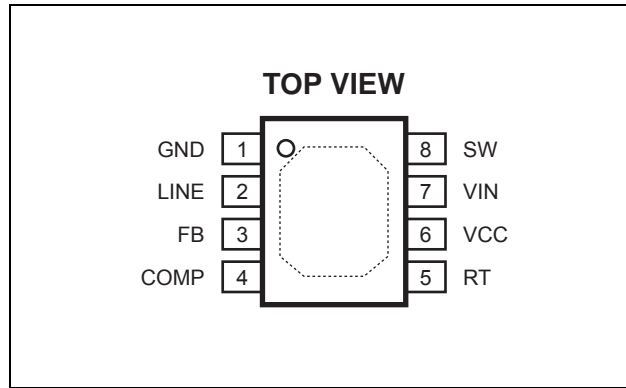 TOP VIEW
GND 1 8 SW
LINE 2 7 VIN
FB 3 6 VCC
COMP 4 5 RT